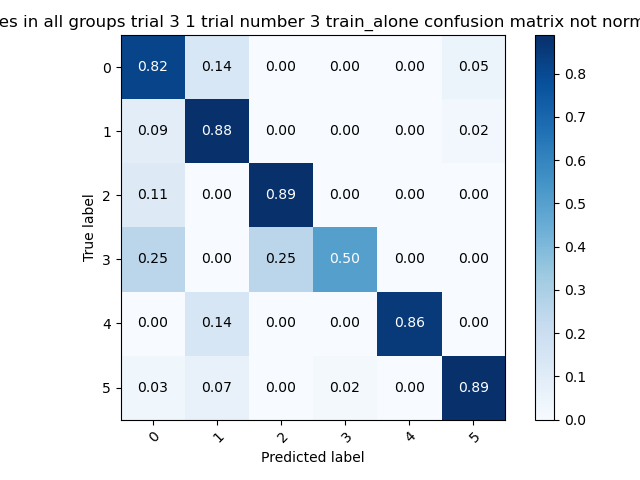 es in all groups trial 3 1 trial number 3 train_alone confusion matrix not norm
0 0.82 0.14 0.00 0.00 0.00 0.05
1 0.09 0.88 0.00 0.00 0.00 0.02
2 0.11 0.00 0.89 0.00 0.00 0.00
3 0.25 0.00 0.25 0.50 0.00 0.00
4 0.00 0.14 0.00 0.00 0.86 0.00
5 0.03 0.07 0.00 0.02 0.00 0.89
0 1 2 3 4 5
True label
Predicted label
0.8
0.7
0.6
0.5
0.4
0.3
0.2
0.1
0.0